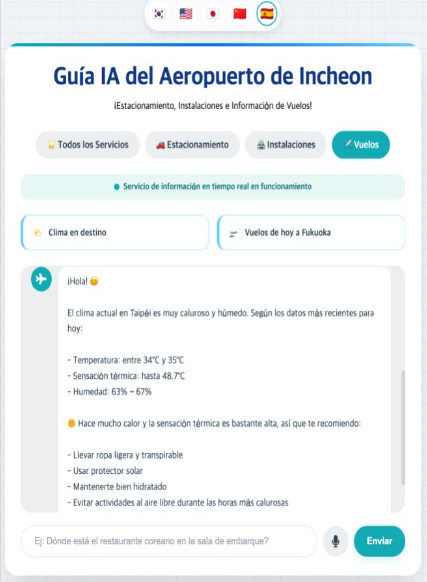 Guía IA del Aeropuerto de Incheon
¡Estacionamiento, Instalaciones e Información de Vuelos!
Todos los Servicios
Estacionamiento
Instalaciones
Vuelos
Servicio de información en tiempo real en funcionamiento
Clima en destino
Vuelos de hoy a Fukuoka
¡Hola! 😊
El clima actual en Taipéi es muy caluroso y húmedo. Según los datos más recientes para
hoy:
- Temperatura: entre 34°C y 35°C
- Sensación térmica: hasta 48.7°C
- Humedad: 63% ~ 67%
Hace mucho calor y la sensación térmica es bastante alta, así que te recomiendo:
- Llevar ropa ligera y transpirable
- Usar protector solar
- Mantenerte bien hidratado
- Evitar actividades al aire libre durante las horas más calurosas
Ej: Dónde está el restaurante coreano en la sala de embarque?
Enviar